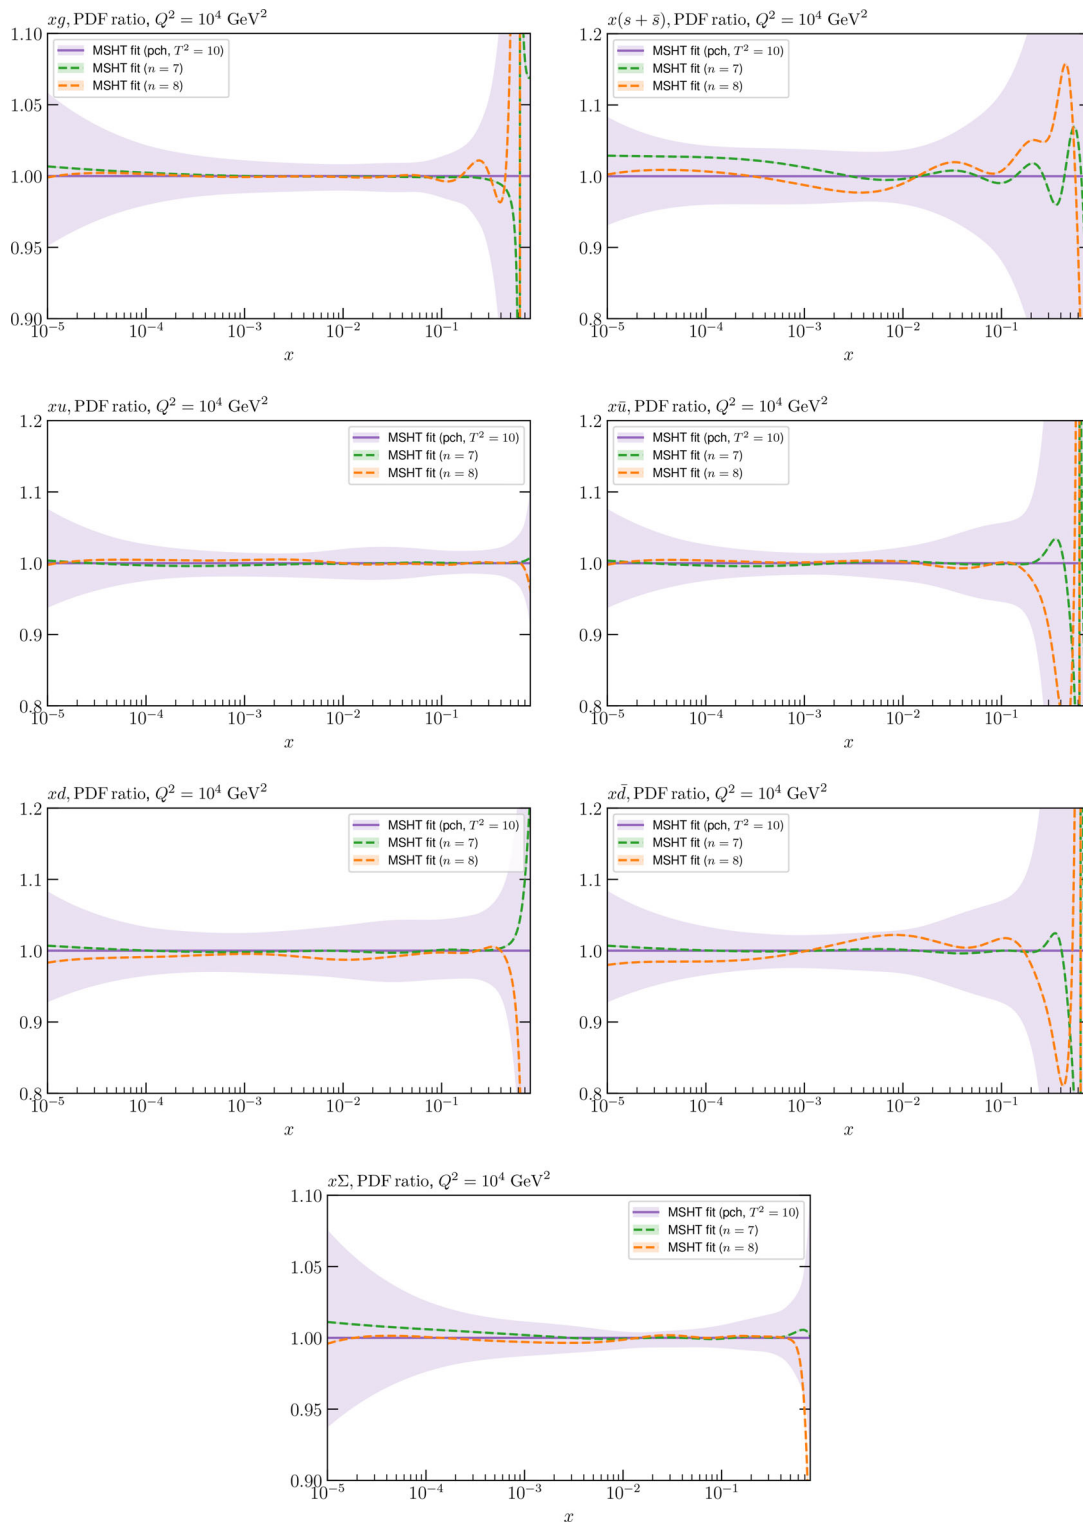 xg, PDF ratio, Q² = 10⁴ GeV²
MSHT fit (pch, T² = 10)
MSHT fit (n = 7)
MSHT fit (n = 8)
1.10
1.05
1.00
0.95
0.90
10⁻⁵ 10⁻⁴ 10⁻³ 10⁻² 10⁻¹
x
x(s + s̄), PDF ratio, Q² = 10⁴ GeV²
MSHT fit (pch, T² = 10)
MSHT fit (n = 7)
MSHT fit (n = 8)
1.2
1.1
1.0
0.9
0.8
10⁻⁵ 10⁻⁴ 10⁻³ 10⁻² 10⁻¹
x
xu, PDF ratio, Q² = 10⁴ GeV²
MSHT fit (pch, T² = 10)
MSHT fit (n = 7)
MSHT fit (n = 8)
1.2
1.1
1.0
0.9
0.8
10⁻⁵ 10⁻⁴ 10⁻³ 10⁻² 10⁻¹
x
xū, PDF ratio, Q² = 10⁴ GeV²
MSHT fit (pch, T² = 10)
MSHT fit (n = 7)
MSHT fit (n = 8)
1.2
1.1
1.0
0.9
0.8
10⁻⁵ 10⁻⁴ 10⁻³ 10⁻² 10⁻¹
x
xd, PDF ratio, Q² = 10⁴ GeV²
MSHT fit (pch, T² = 10)
MSHT fit (n = 7)
MSHT fit (n = 8)
1.2
1.1
1.0
0.9
0.8
10⁻⁵ 10⁻⁴ 10⁻³ 10⁻² 10⁻¹
x
xd̄, PDF ratio, Q² = 10⁴ GeV²
MSHT fit (pch, T² = 10)
MSHT fit (n = 7)
MSHT fit (n = 8)
1.2
1.1
1.0
0.9
0.8
10⁻⁵ 10⁻⁴ 10⁻³ 10⁻² 10⁻¹
x
xΣ, PDF ratio, Q² = 10⁴ GeV²
MSHT fit (pch, T² = 10)
MSHT fit (n = 7)
MSHT fit (n = 8)
1.10
1.05
1.00
0.95
0.90
10⁻⁵ 10⁻⁴ 10⁻³ 10⁻² 10⁻¹
x